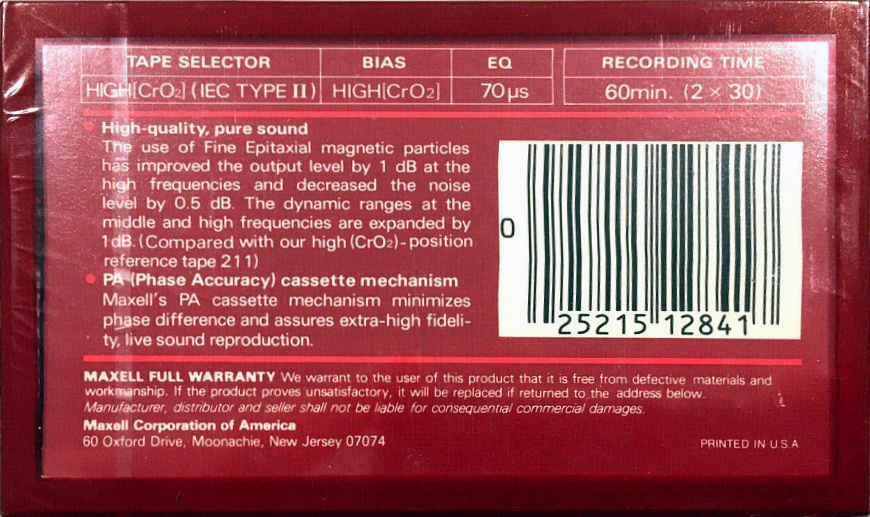 TAPE SELECTOR BIAS EQ RECORDING TIME
HIGH[CrO₂] (IEC TYPE II) HIGH[CrO₂] 70µs 60min. (2 × 30)
High-quality, pure sound
The use of Fine Epitaxial magnetic particles
has improved the output level by 1 dB at the
high frequencies and decreased the noise
level by 0.5 dB. The dynamic ranges at the
middle and high frequencies are expanded by
1dB. (Compared with our high (CrO₂)-position
reference tape 211)
PA (Phase Accuracy) cassette mechanism
Maxell's PA cassette mechanism minimizes
phase difference and assures extra-high fideli-
ty, live sound reproduction.
0 25215 12841
MAXELL FULL WARRANTY We warrant to the user of this product that it is free from defective materials and
workmanship. If the product proves unsatisfactory, it will be replaced if returned to the address below.
Manufacturer, distributor and seller shall not be liable for consequential commercial damages.
Maxell Corporation of America
60 Oxford Drive, Moonachie, New Jersey 07074
PRINTED IN U.S.A